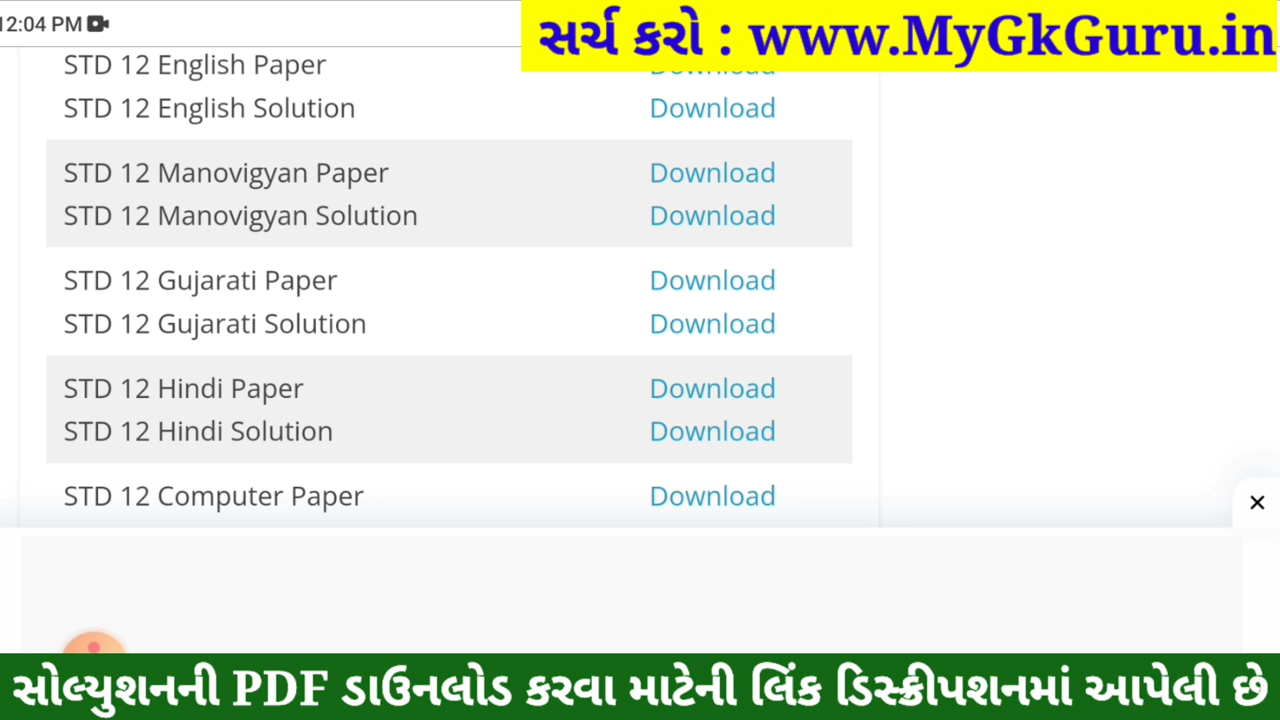 12:04 PM
સર્ચ કરો : www.MyGkGuru.in
STD 12 English Paper Download
STD 12 English Solution Download
STD 12 Manovigyan Paper Download
STD 12 Manovigyan Solution Download
STD 12 Gujarati Paper Download
STD 12 Gujarati Solution Download
STD 12 Hindi Paper Download
STD 12 Hindi Solution Download
STD 12 Computer Paper Download
સોલ્યુશનની PDF ડાઉનલોડ કરવા માટેની લિંક ડિસ્ક્રીપશનમાં આપેલી છે